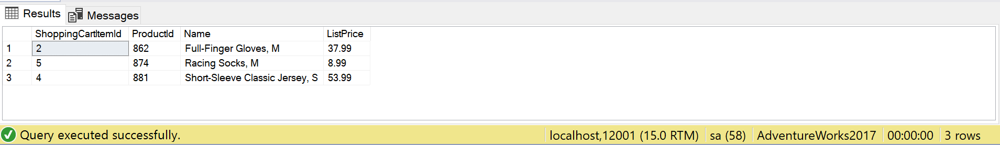 Results Messages
ShoppingCartItemId ProductId Name ListPrice
1 2 862 Full-Finger Gloves, M 37.99
2 5 874 Racing Socks, M 8.99
3 4 881 Short-Sleeve Classic Jersey, S 53.99
Query executed successfully. localhost,12001 (15.0 RTM) sa (58) AdventureWorks2017 00:00:00 3 rows